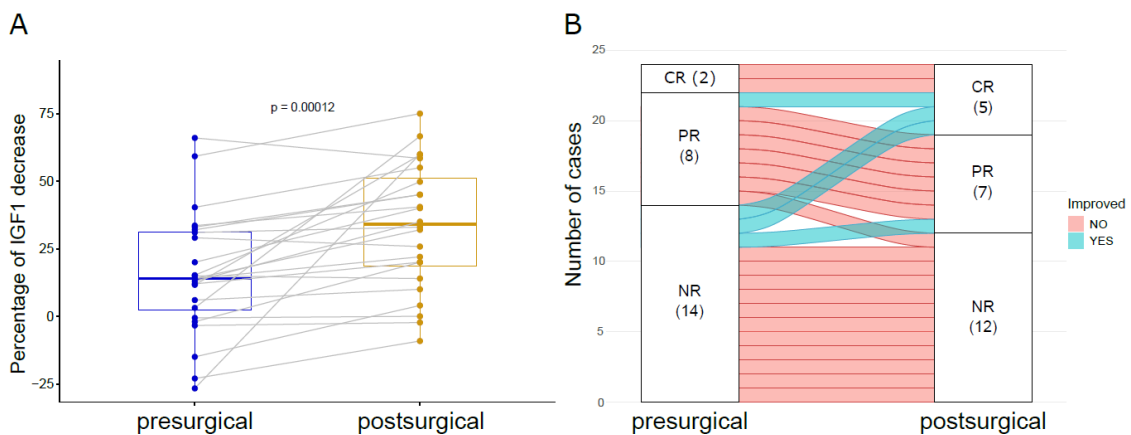 A
Percentage of IGF1 decrease
75
50
25
0
−25
p = 0.00012
presurgical
postsurgical
B
Number of cases
25
20
15
10
5
0
CR (2)
PR
(8)
NR
(14)
CR
(5)
PR
(7)
NR
(12)
presurgical
postsurgical
Improved
NO
YES